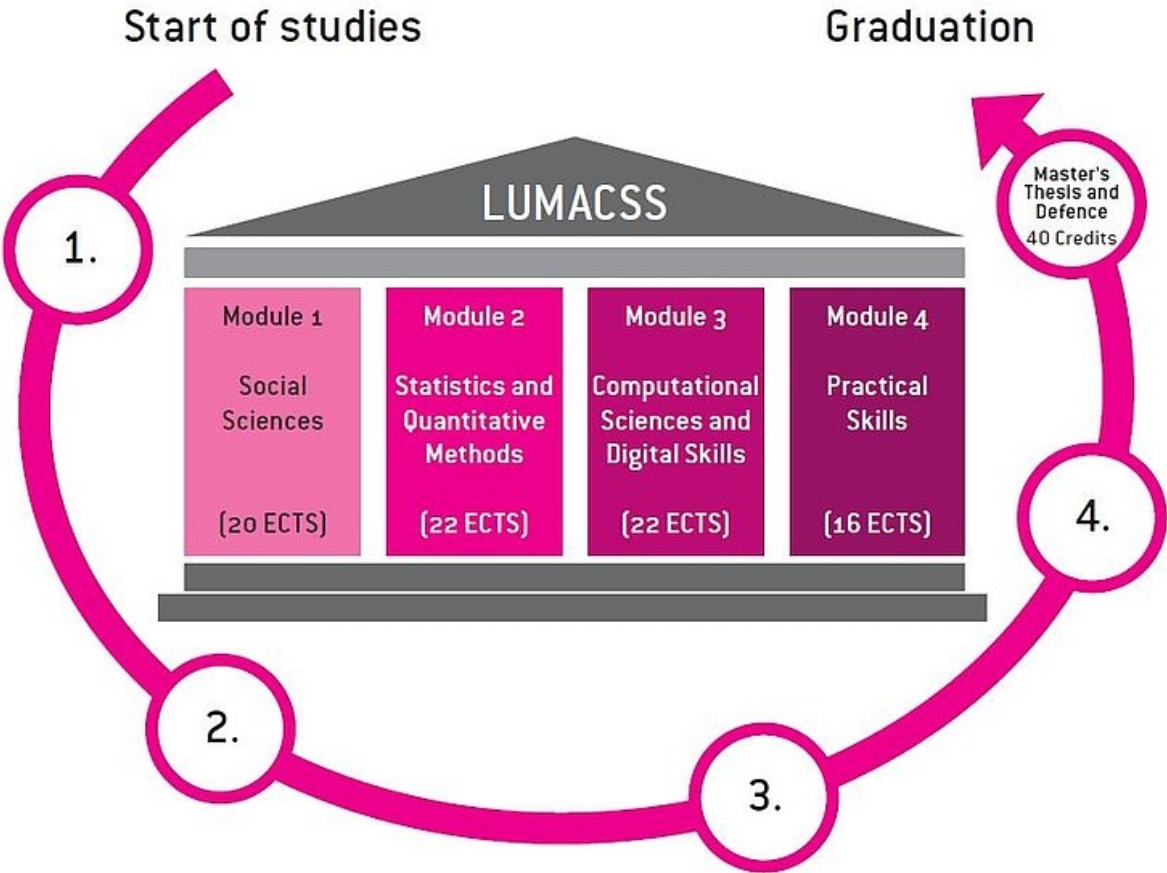 Start of studies
Graduation
1.
LUMACSS
Master's
Thesis and
Defence
40 Credits
Module 1
Social
Sciences
(20 ECTS)
Module 2
Statistics and
Quantitative
Methods
(22 ECTS)
Module 3
Computational
Sciences and
Digital Skills
(22 ECTS)
Module 4
Practical
Skills
(16 ECTS)
4.
2.
3.